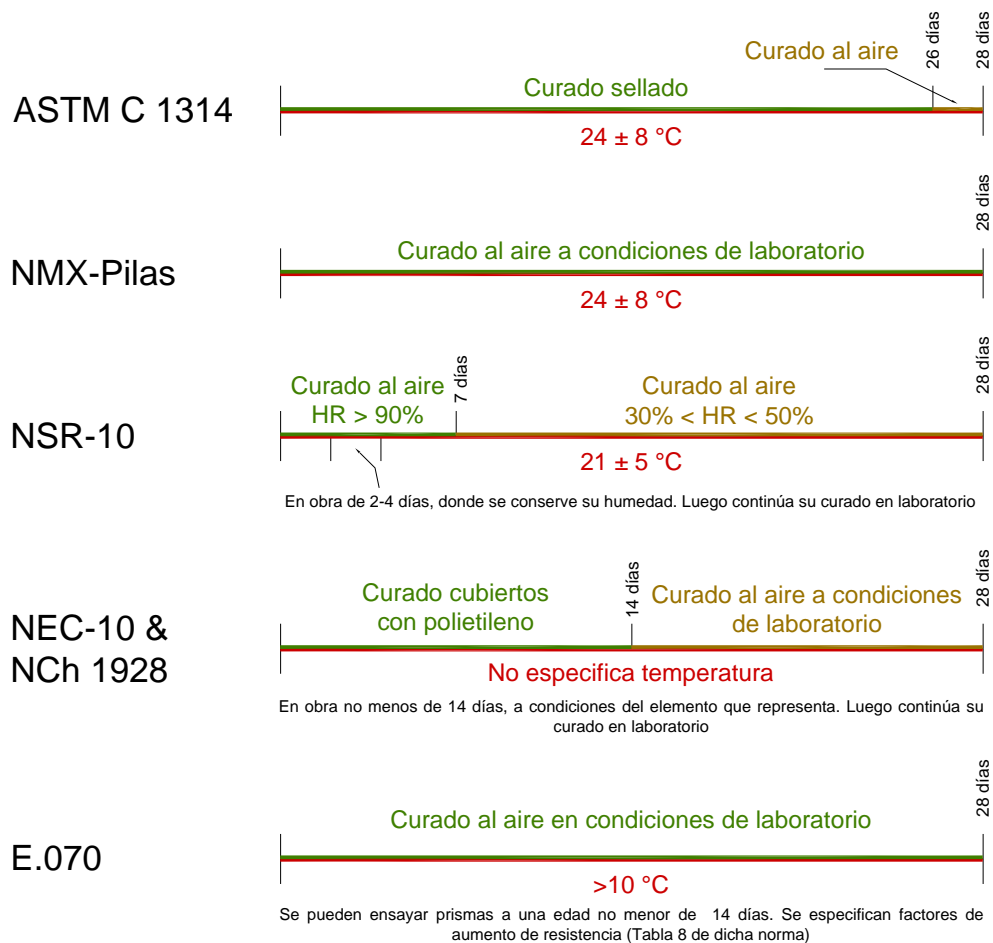 26 días
28 días
Curado al aire
Curado sellado
ASTM C 1314
24 ± 8 °C
28 días
Curado al aire a condiciones de laboratorio
NMX-Pilas
24 ± 8 °C
7 días
28 días
Curado al aire
HR > 90%
Curado al aire
30% < HR < 50%
NSR-10
21 ± 5 °C
En obra de 2-4 días, donde se conserve su humedad. Luego continúa su curado en laboratorio
14 días
28 días
Curado cubiertos
con polietileno
Curado al aire a condiciones
de laboratorio
NEC-10 &
NCh 1928
No especifica temperatura
En obra no menos de 14 días, a condiciones del elemento que representa. Luego continúa su
curado en laboratorio
28 días
Curado al aire en condiciones de laboratorio
E.070
>10 °C
Se pueden ensayar prismas a una edad no menor de 14 días. Se especifican factores de
aumento de resistencia (Tabla 8 de dicha norma)